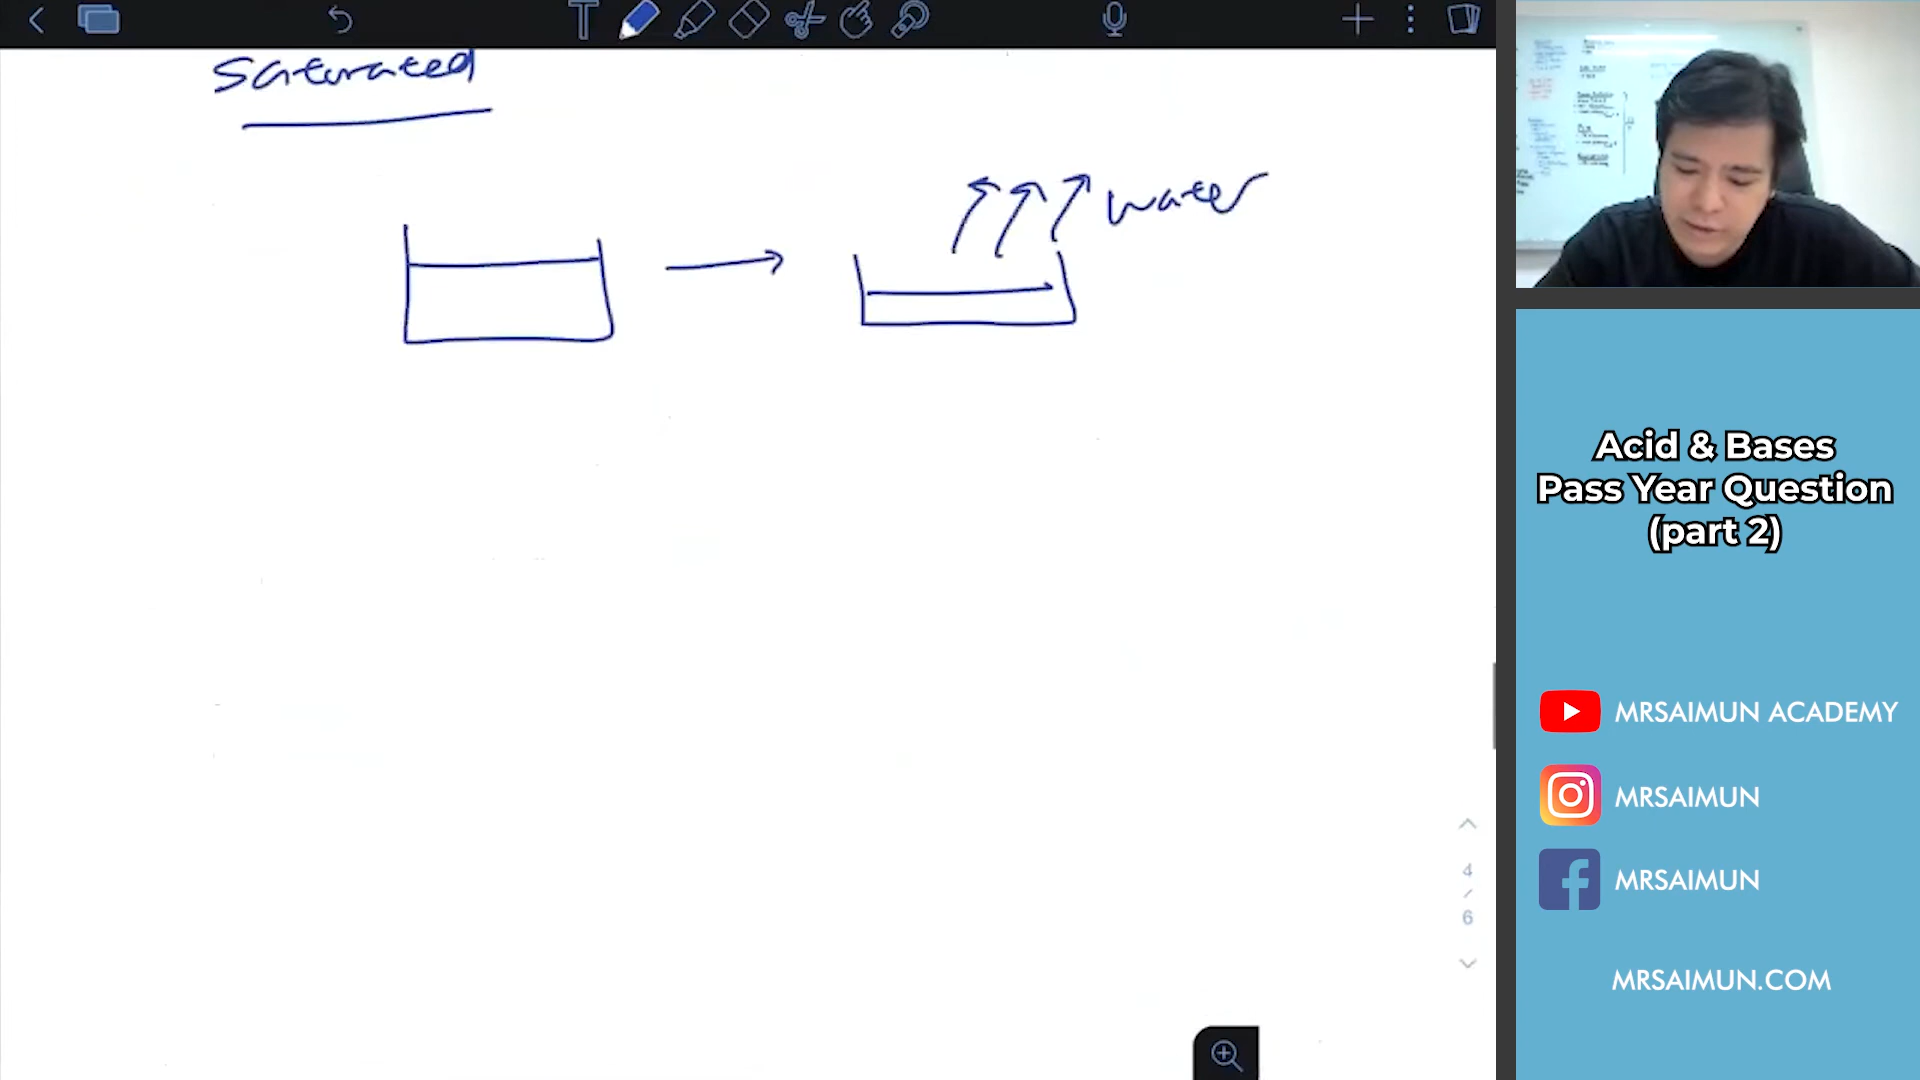 Saturated
water
4
/
6
Acid & Bases
Pass Year Question
(part 2)
MRSAIMUN ACADEMY
MRSAIMUN
MRSAIMUN
MRSAIMUN.COM